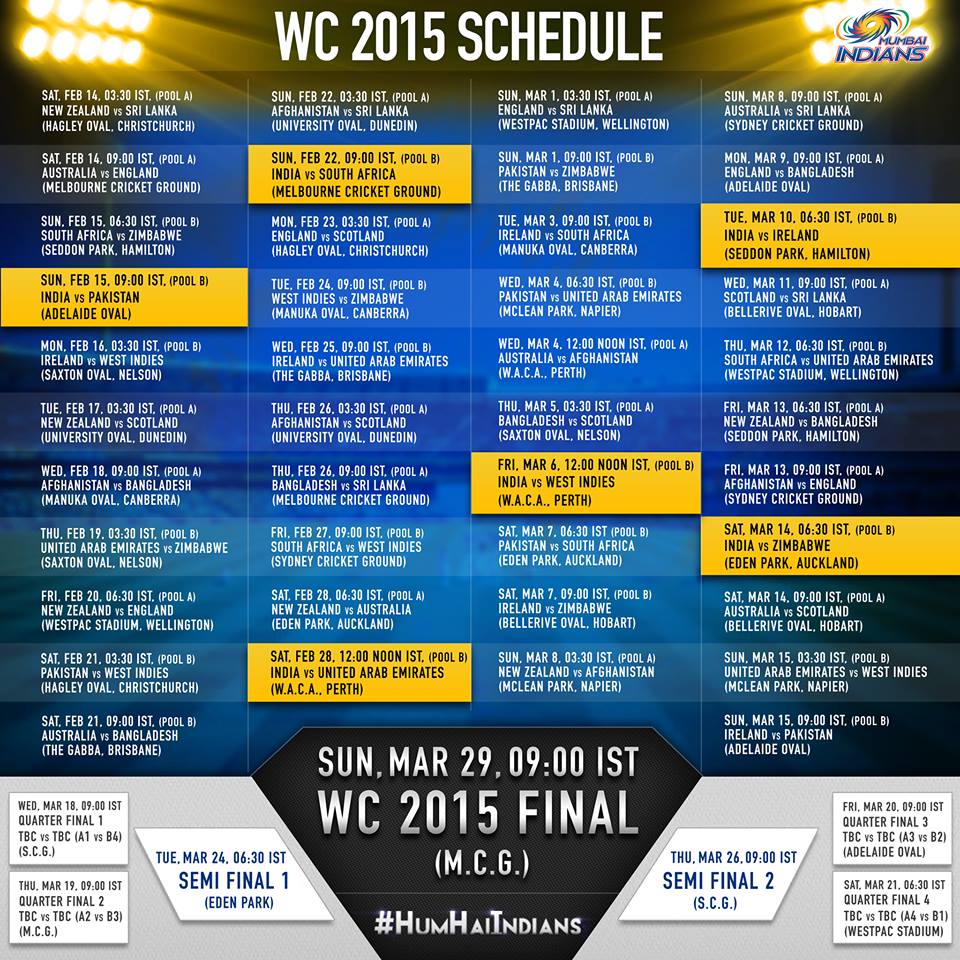 WC 2015 SCHEDULE
MUMBAI
INDIANS
SAT, FEB 14, 03:30 IST, (POOL A)
NEW ZEALAND vs SRI LANKA
(HAGLEY OVAL, CHRISTCHURCH)
SAT, FEB 14, 09:00 IST, (POOL A)
AUSTRALIA vs ENGLAND
(MELBOURNE CRICKET GROUND)
SUN, FEB 15, 06:30 IST, (POOL B)
SOUTH AFRICA vs ZIMBABWE
(SEDDON PARK, HAMILTON)
SUN, FEB 15, 09:00 IST, (POOL B)
INDIA vs PAKISTAN
(ADELAIDE OVAL)
MON, FEB 16, 03:30 IST, (POOL B)
IRELAND vs WEST INDIES
(SAXTON OVAL, NELSON)
TUE, FEB 17, 03:30 IST, (POOL A)
NEW ZEALAND vs SCOTLAND
(UNIVERSITY OVAL, DUNEDIN)
WED, FEB 18, 09:00 IST, (POOL A)
AFGHANISTAN vs BANGLADESH
(MANUKA OVAL, CANBERRA)
THU, FEB 19, 03:30 IST, (POOL B)
UNITED ARAB EMIRATES vs ZIMBABWE
(SAXTON OVAL, NELSON)
FRI, FEB 20, 06:30 IST, (POOL A)
NEW ZEALAND vs ENGLAND
(WESTPAC STADIUM, WELLINGTON)
SAT, FEB 21, 03:30 IST, (POOL B)
PAKISTAN vs WEST INDIES
(HAGLEY OVAL, CHRISTCHURCH)
SAT, FEB 21, 09:00 IST, (POOL B)
AUSTRALIA vs BANGLADESH
(THE GABBA, BRISBANE)
SUN, FEB 22, 03:30 IST, (POOL A)
AFGHANISTAN vs SRI LANKA
(UNIVERSITY OVAL, DUNEDIN)
SUN, FEB 22, 09:00 IST, (POOL B)
INDIA vs SOUTH AFRICA
(MELBOURNE CRICKET GROUND)
MON, FEB 23, 03:30 IST, (POOL A)
ENGLAND vs SCOTLAND
(HAGLEY OVAL, CHRISTCHURCH)
TUE, FEB 24, 09:00 IST, (POOL B)
WEST INDIES vs ZIMBABWE
(MANUKA OVAL, CANBERRA)
WED, FEB 25, 09:00 IST, (POOL B)
IRELAND vs UNITED ARAB EMIRATES
(THE GABBA, BRISBANE)
THU, FEB 26, 03:30 IST, (POOL A)
AFGHANISTAN vs SCOTLAND
(UNIVERSITY OVAL, DUNEDIN)
THU, FEB 26, 09:00 IST, (POOL A)
BANGLADESH vs SRI LANKA
(MELBOURNE CRICKET GROUND)
FRI, FEB 27, 09:00 IST, (POOL B)
SOUTH AFRICA vs WEST INDIES
(SYDNEY CRICKET GROUND)
SAT, FEB 28, 06:30 IST, (POOL A)
NEW ZEALAND vs AUSTRALIA
(EDEN PARK, AUCKLAND)
SAT, FEB 28, 12:00 NOON IST, (POOL B)
INDIA vs UNITED ARAB EMIRATES
(W.A.C.A., PERTH)
SUN, MAR 1, 03:30 IST, (POOL A)
ENGLAND vs SRI LANKA
(WESTPAC STADIUM, WELLINGTON)
SUN, MAR 1, 09:00 IST, (POOL B)
PAKISTAN vs ZIMBABWE
(THE GABBA, BRISBANE)
TUE, MAR 3, 09:00 IST, (POOL B)
IRELAND vs SOUTH AFRICA
(MANUKA OVAL, CANBERRA)
WED, MAR 4, 06:30 IST, (POOL B)
PAKISTAN vs UNITED ARAB EMIRATES
(MCLEAN PARK, NAPIER)
WED, MAR 4, 12:00 NOON IST, (POOL A)
AUSTRALIA vs AFGHANISTAN
(W.A.C.A., PERTH)
THU, MAR 5, 03:30 IST, (POOL A)
BANGLADESH vs SCOTLAND
(SAXTON OVAL, NELSON)
FRI, MAR 6, 12:00 NOON IST, (POOL B)
INDIA vs WEST INDIES
(W.A.C.A., PERTH)
SAT, MAR 7, 06:30 IST, (POOL B)
PAKISTAN vs SOUTH AFRICA
(EDEN PARK, AUCKLAND)
SAT, MAR 7, 09:00 IST, (POOL B)
IRELAND vs ZIMBABWE
(BELLERIVE OVAL, HOBART)
SUN, MAR 8, 03:30 IST, (POOL A)
NEW ZEALAND vs AFGHANISTAN
(MCLEAN PARK, NAPIER)
SUN, MAR 8, 09:00 IST, (POOL A)
AUSTRALIA vs SRI LANKA
(SYDNEY CRICKET GROUND)
MON, MAR 9, 09:00 IST, (POOL A)
ENGLAND vs BANGLADESH
(ADELAIDE OVAL)
TUE, MAR 10, 06:30 IST, (POOL B)
INDIA vs IRELAND
(SEDDON PARK, HAMILTON)
WED, MAR 11, 09:00 IST, (POOL A)
SCOTLAND vs SRI LANKA
(BELLERIVE OVAL, HOBART)
THU, MAR 12, 06:30 IST, (POOL B)
SOUTH AFRICA vs UNITED ARAB EMIRATES
(WESTPAC STADIUM, WELLINGTON)
FRI, MAR 13, 06:30 IST, (POOL A)
NEW ZEALAND vs BANGLADESH
(SEDDON PARK, HAMILTON)
FRI, MAR 13, 09:00 IST, (POOL A)
AFGHANISTAN vs ENGLAND
(SYDNEY CRICKET GROUND)
SAT, MAR 14, 06:30 IST, (POOL B)
INDIA vs ZIMBABWE
(EDEN PARK, AUCKLAND)
SAT, MAR 14, 09:00 IST, (POOL A)
AUSTRALIA vs SCOTLAND
(BELLERIVE OVAL, HOBART)
SUN, MAR 15, 03:30 IST, (POOL B)
UNITED ARAB EMIRATES vs WEST INDIES
(MCLEAN PARK, NAPIER)
SUN, MAR 15, 09:00 IST, (POOL B)
IRELAND vs PAKISTAN
(ADELAIDE OVAL)
WED, MAR 18, 09:00 IST
QUARTER FINAL 1
TBC vs TBC (A1 vs B4)
(S.C.G.)
THU, MAR 19, 09:00 IST
QUARTER FINAL 2
TBC vs TBC (A2 vs B3)
(M.C.G.)
TUE, MAR 24, 06:30 IST
SEMI FINAL 1
(EDEN PARK)
SUN, MAR 29, 09:00 IST
WC 2015 FINAL
(M.C.G.)
#HUMHAIINDIANS
THU, MAR 26, 09:00 IST
SEMI FINAL 2
(S.C.G.)
FRI, MAR 20, 09:00 IST
QUARTER FINAL 3
TBC vs TBC (A3 vs B2)
(ADELAIDE OVAL)
SAT, MAR 21, 06:30 IST
QUARTER FINAL 4
TBC vs TBC (A4 vs B1)
(WESTPAC STADIUM)